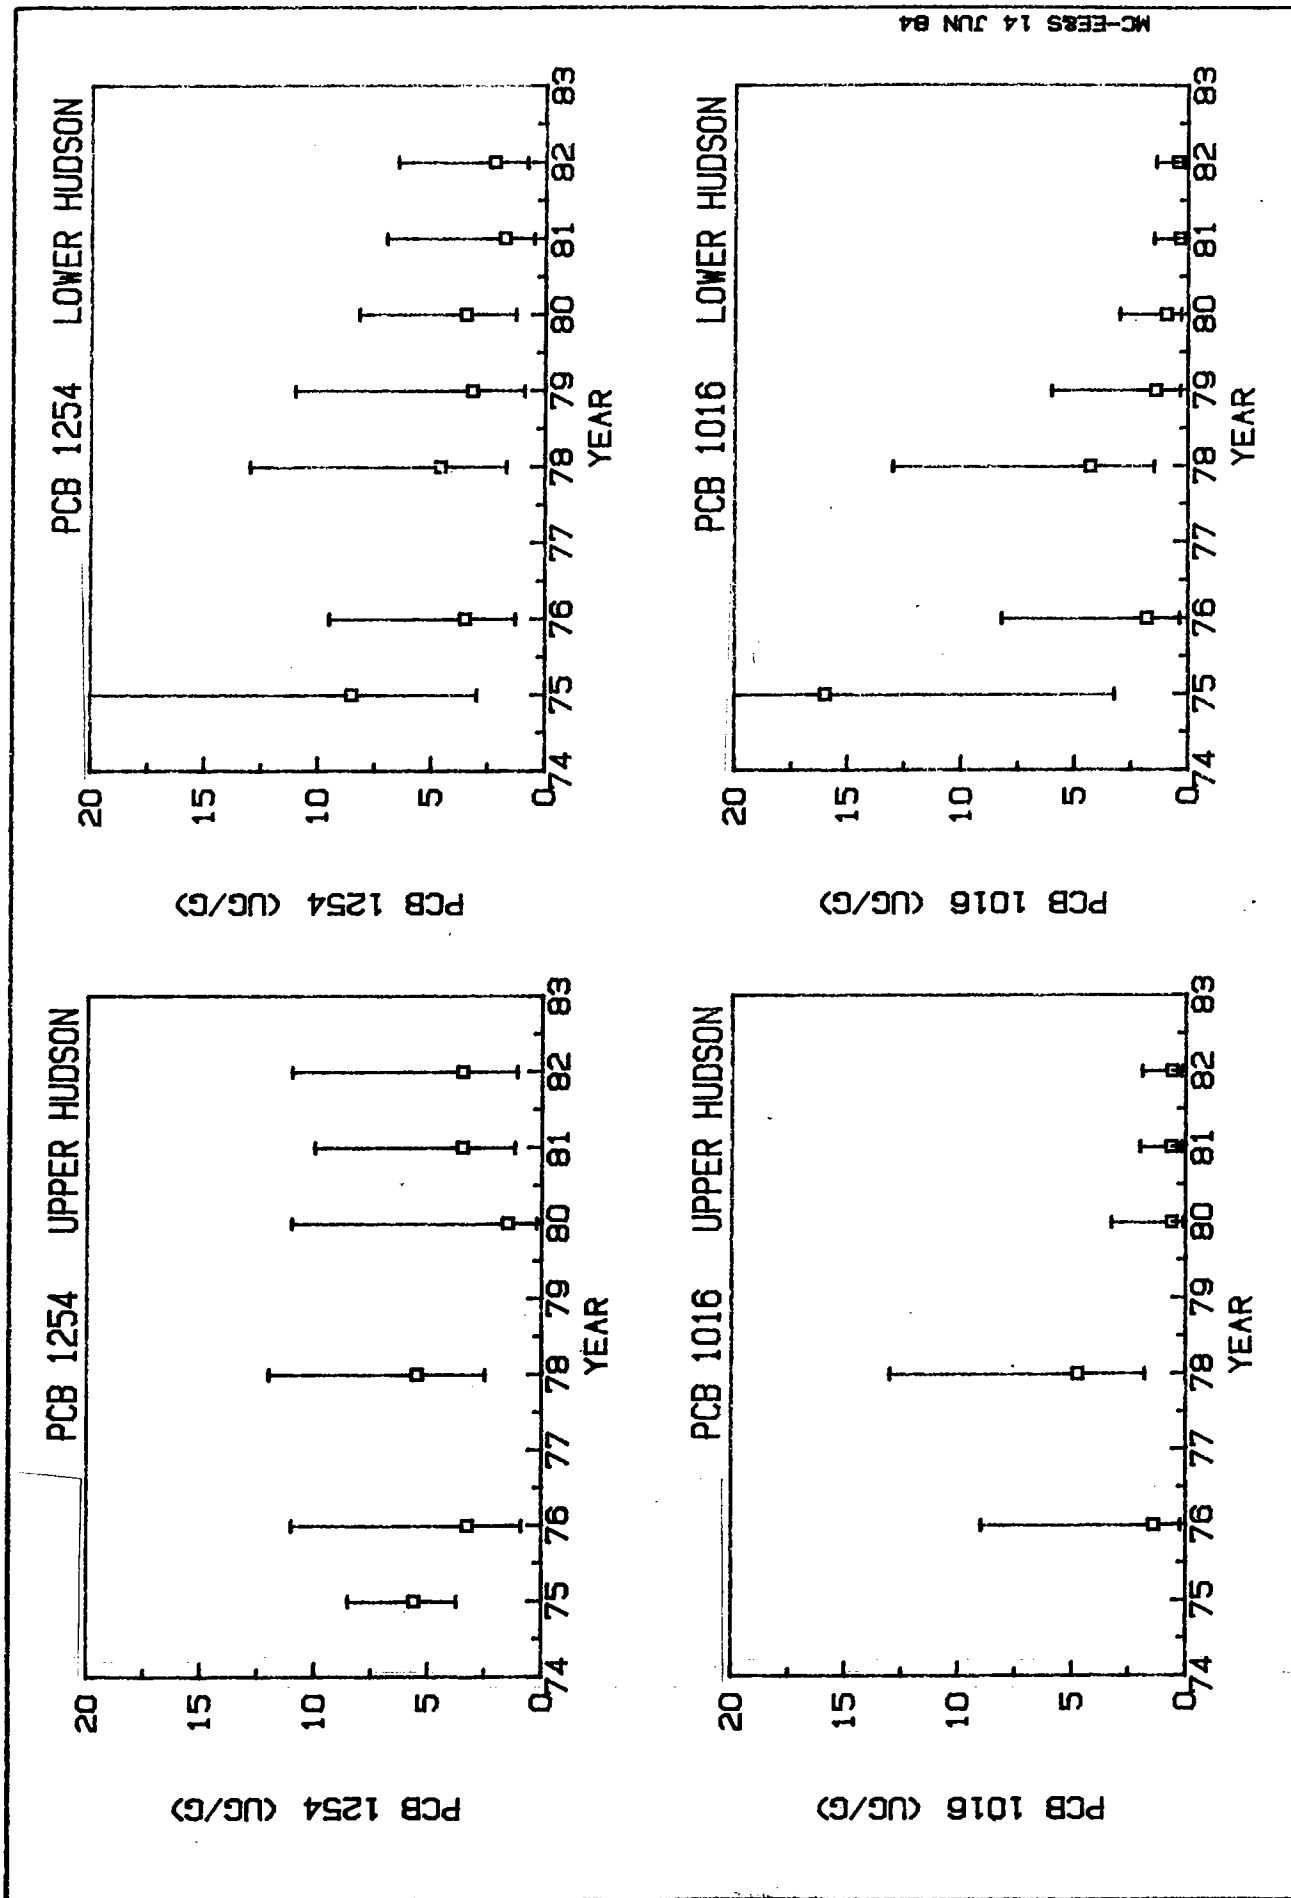 PCB 1254 UPPER HUDSON
PCB 1254 (UG/G)
20
15
10
5
0
74 75 76 77 78 79 80 81 82 83
YEAR
PCB 1254 LOWER HUDSON
PCB 1254 (UG/G)
20
15
10
5
0
74 75 76 77 78 79 80 81 82 83
YEAR
PCB 1016 UPPER HUDSON
PCB 1016 (UG/G)
20
15
10
5
0
74 75 76 77 78 79 80 81 82 83
YEAR
PCB 1016 LOWER HUDSON
PCB 1016 (UG/G)
20
15
10
5
0
74 75 76 77 78 79 80 81 82 83
YEAR
MC-EE&S 14 JUN 84